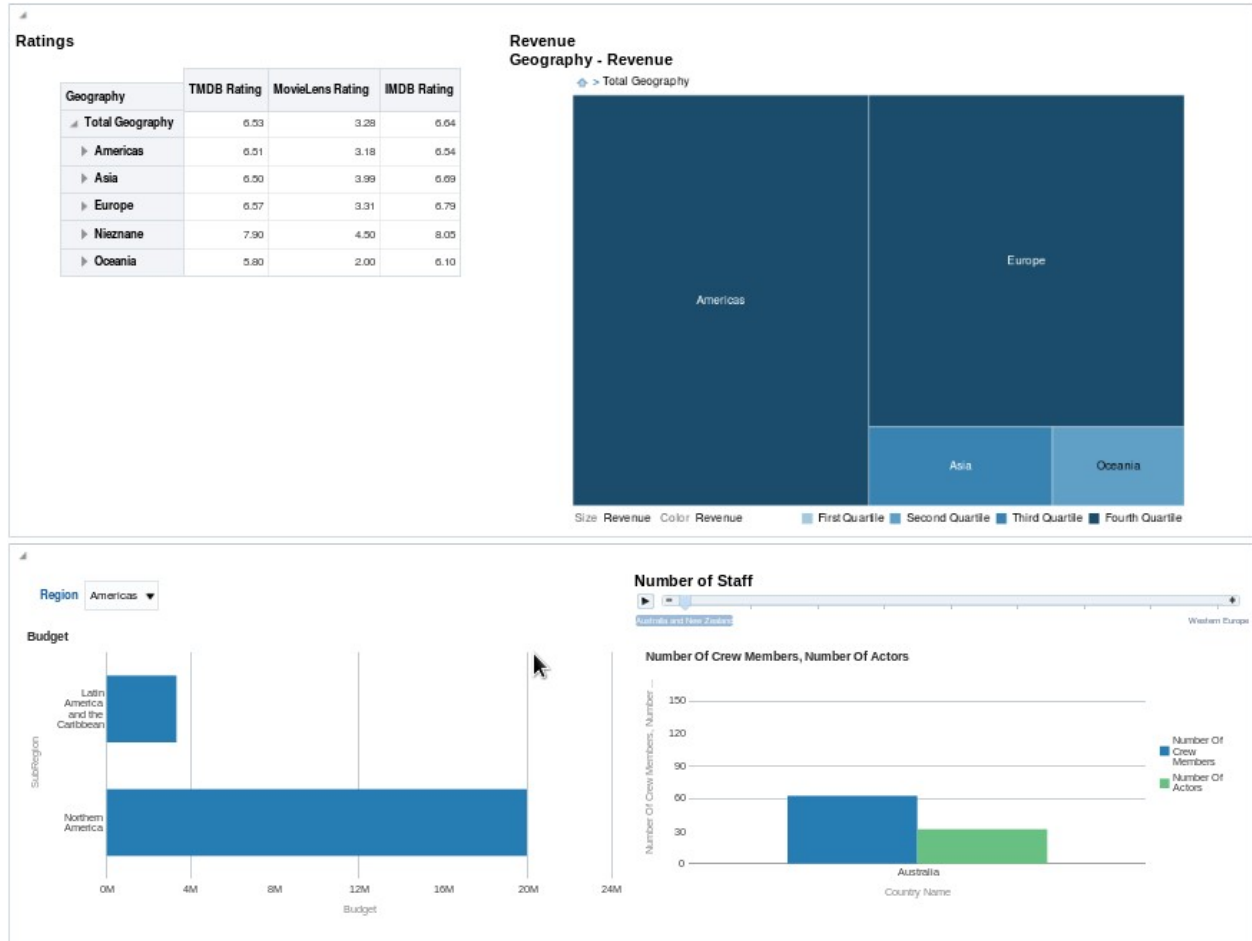 Ratings
Geography TMDB Rating MovieLens Rating IMDB Rating
Total Geography 6.53 3.28 6.64
Americas 6.51 3.18 6.54
Asia 6.50 3.99 6.69
Europe 6.57 3.31 6.79
Nieznane 7.90 4.50 8.05
Oceania 5.80 2.00 6.10
Revenue
Geography - Revenue
> Total Geography
Americas
Europe
Asia
Oceania
Size Revenue Color Revenue
First Quartile Second Quartile Third Quartile Fourth Quartile
Region Americas
Budget
SubRegion
Latin
America
and the
Caribbean
Northern
America
0M 4M 8M 12M 16M 20M 24M
Budget
Number of Staff
Australia and New Zealand
Western Europe
Number Of Crew Members, Number Of Actors
Number Of Crew Members, Number ...
150
120
90
60
30
0
Australia
Country Name
Number Of
Crew
Members
Number Of
Actors